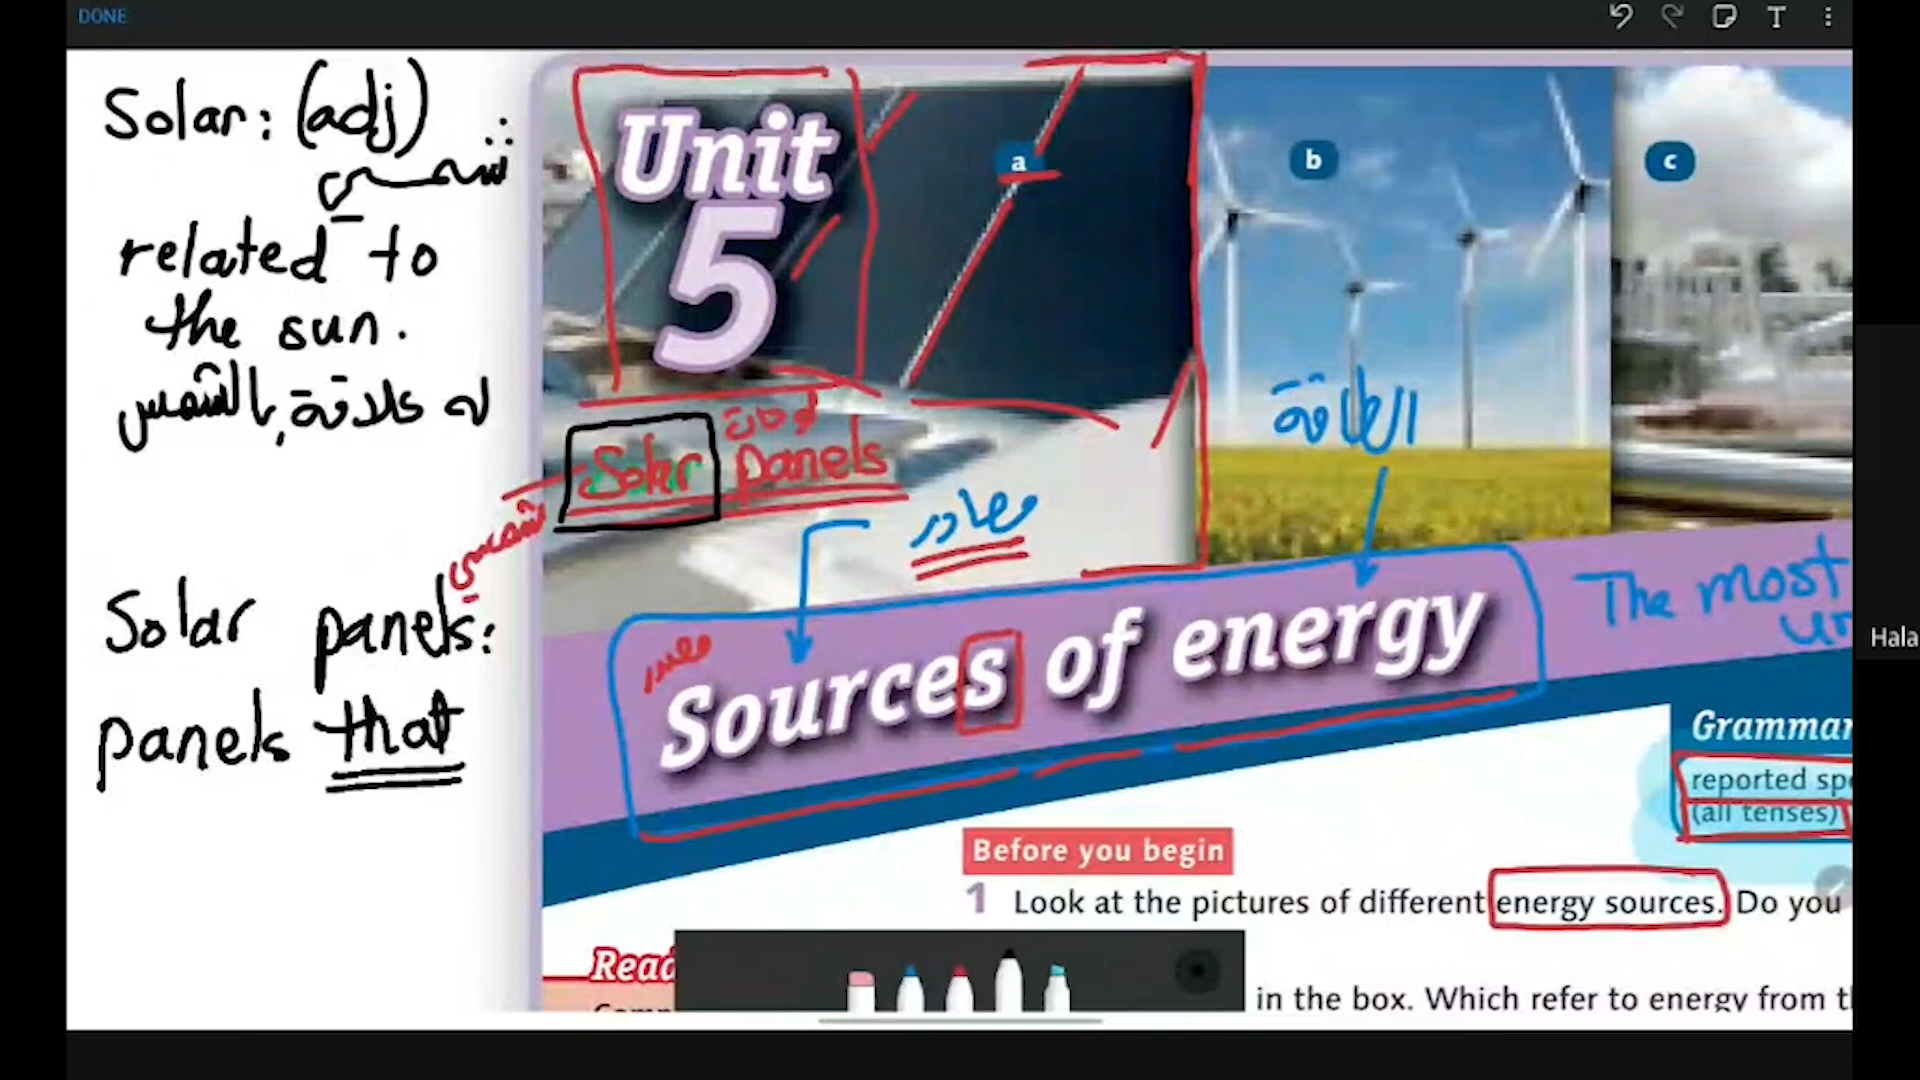 DONE
Solar: (adj)
شمسي
related to
the sun.
له علاقة بالشمس
Solar panels:
panels that
Unit
5
a
b
c
لوحات
Solar panels
شمسي
مصادر
الطاقة
مصدر
Sources of energy
The most
Grammar
reported sp
(all tenses)
Before you begin
1 Look at the pictures of different energy sources. Do you
Read
in the box. Which refer to energy from t
Hala